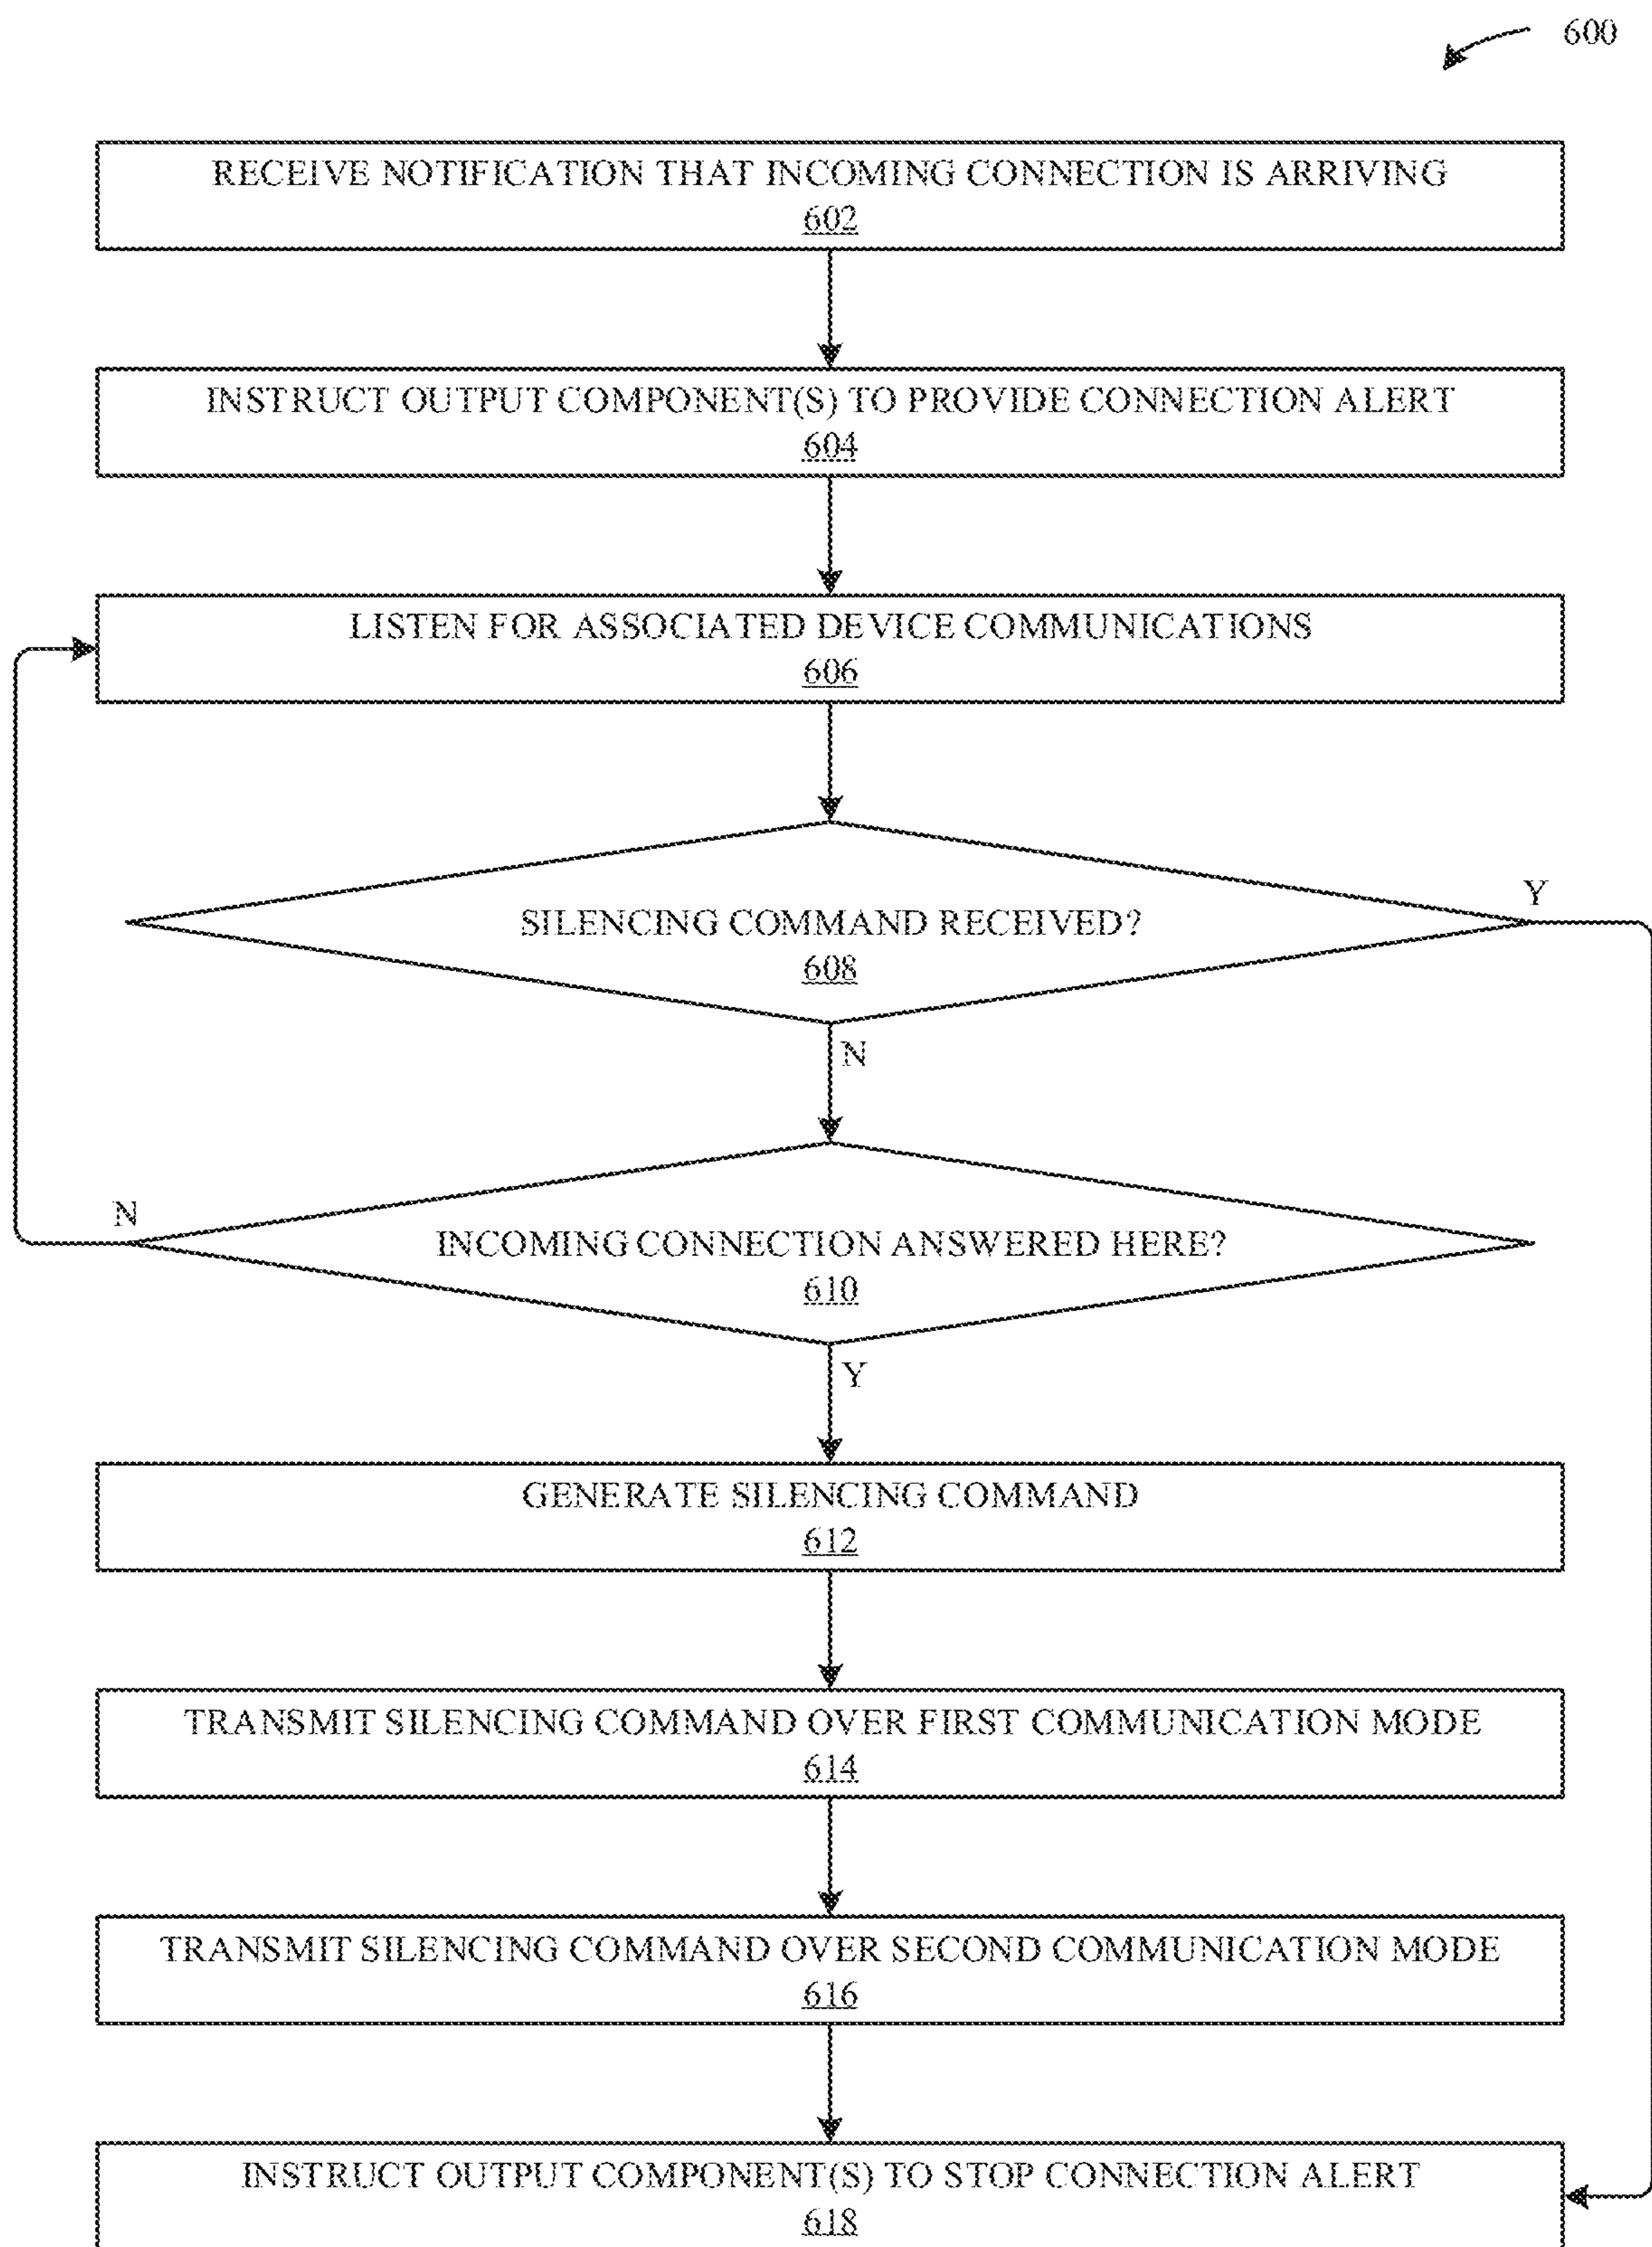 600
RECEIVE NOTIFICATION THAT INCOMING CONNECTION IS ARRIVING
602
INSTRUCT OUTPUT COMPONENT(S) TO PROVIDE CONNECTION ALERT
604
LISTEN FOR ASSOCIATED DEVICE COMMUNICATIONS
606
SILENCING COMMAND RECEIVED?
608
Y
N
INCOMING CONNECTION ANSWERED HERE?
610
N
Y
GENERATE SILENCING COMMAND
612
TRANSMIT SILENCING COMMAND OVER FIRST COMMUNICATION MODE
614
TRANSMIT SILENCING COMMAND OVER SECOND COMMUNICATION MODE
616
INSTRUCT OUTPUT COMPONENT(S) TO STOP CONNECTION ALERT
618